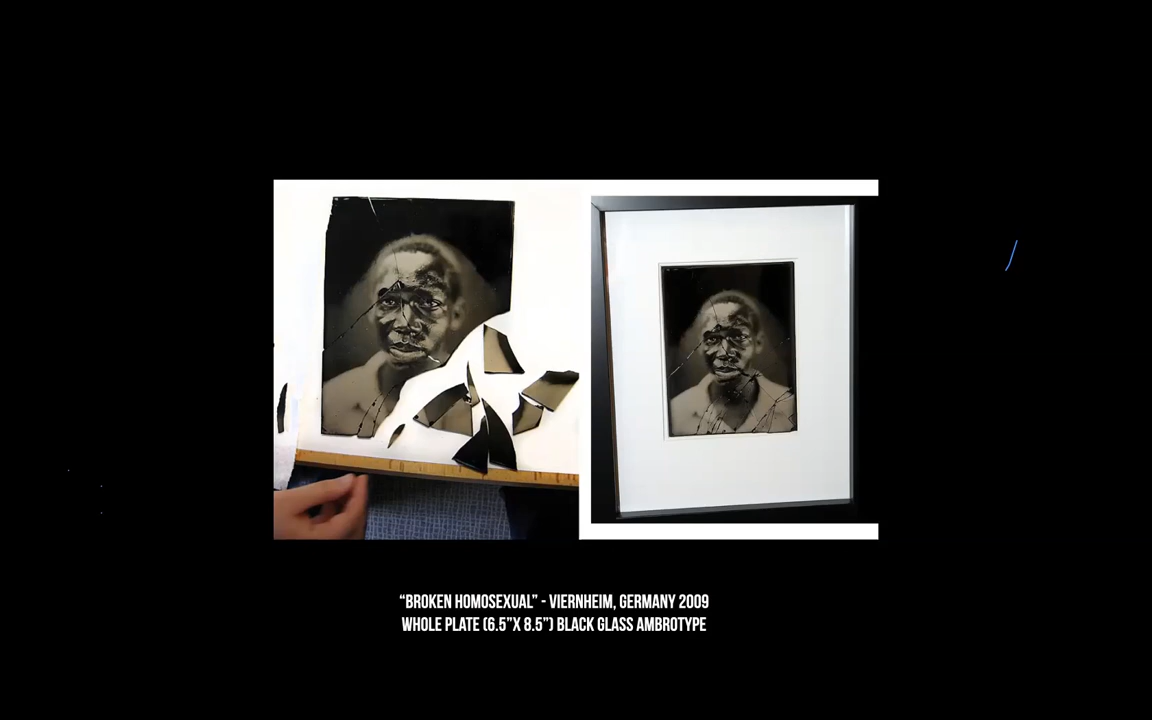 “BROKEN HOMOSEXUAL” - VIERNHEIM, GERMANY 2009
WHOLE PLATE (6.5”X 8.5”) BLACK GLASS AMBROTYPE